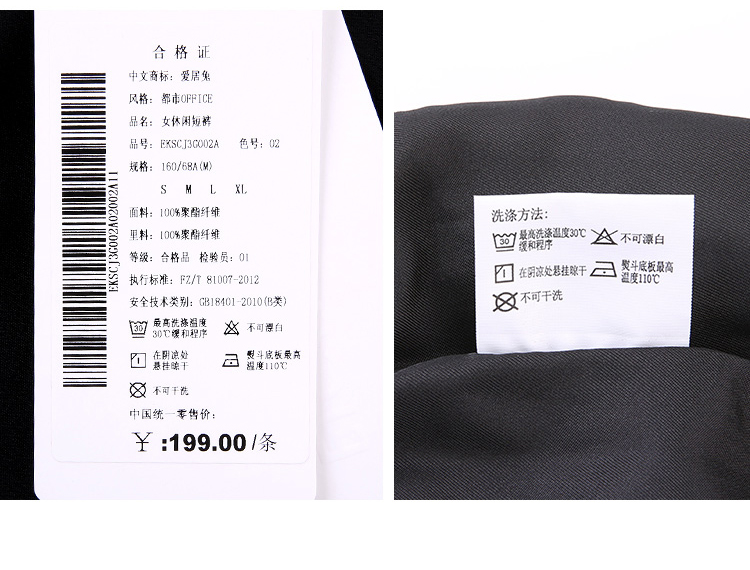 合格证
中文商标：爱居兔
风格：都市OFFICE
品名：女休闲短裤
品号：EKSCJ3G002A 色号：02
规格：160/68A(M)
S M L XL
面料：100%聚酯纤维
里料：100%聚酯纤维
等级：合格品 检验员：01
执行标准：FZ/T 81007-2012
安全技术类别：GB18401-2010(B类)
30 最高洗涤温度
30℃缓和程序
不可漂白
在阴凉处
悬挂晾干
熨斗底板最高
温度110℃
不可干洗
中国统一零售价：
￥:199.00/条
EKSCJ3G002A02002A11
洗涤方法：
30 最高洗涤温度30℃
缓和程序
不可漂白
在阴凉处悬挂晾干
熨斗底板最高
温度110℃
不可干洗